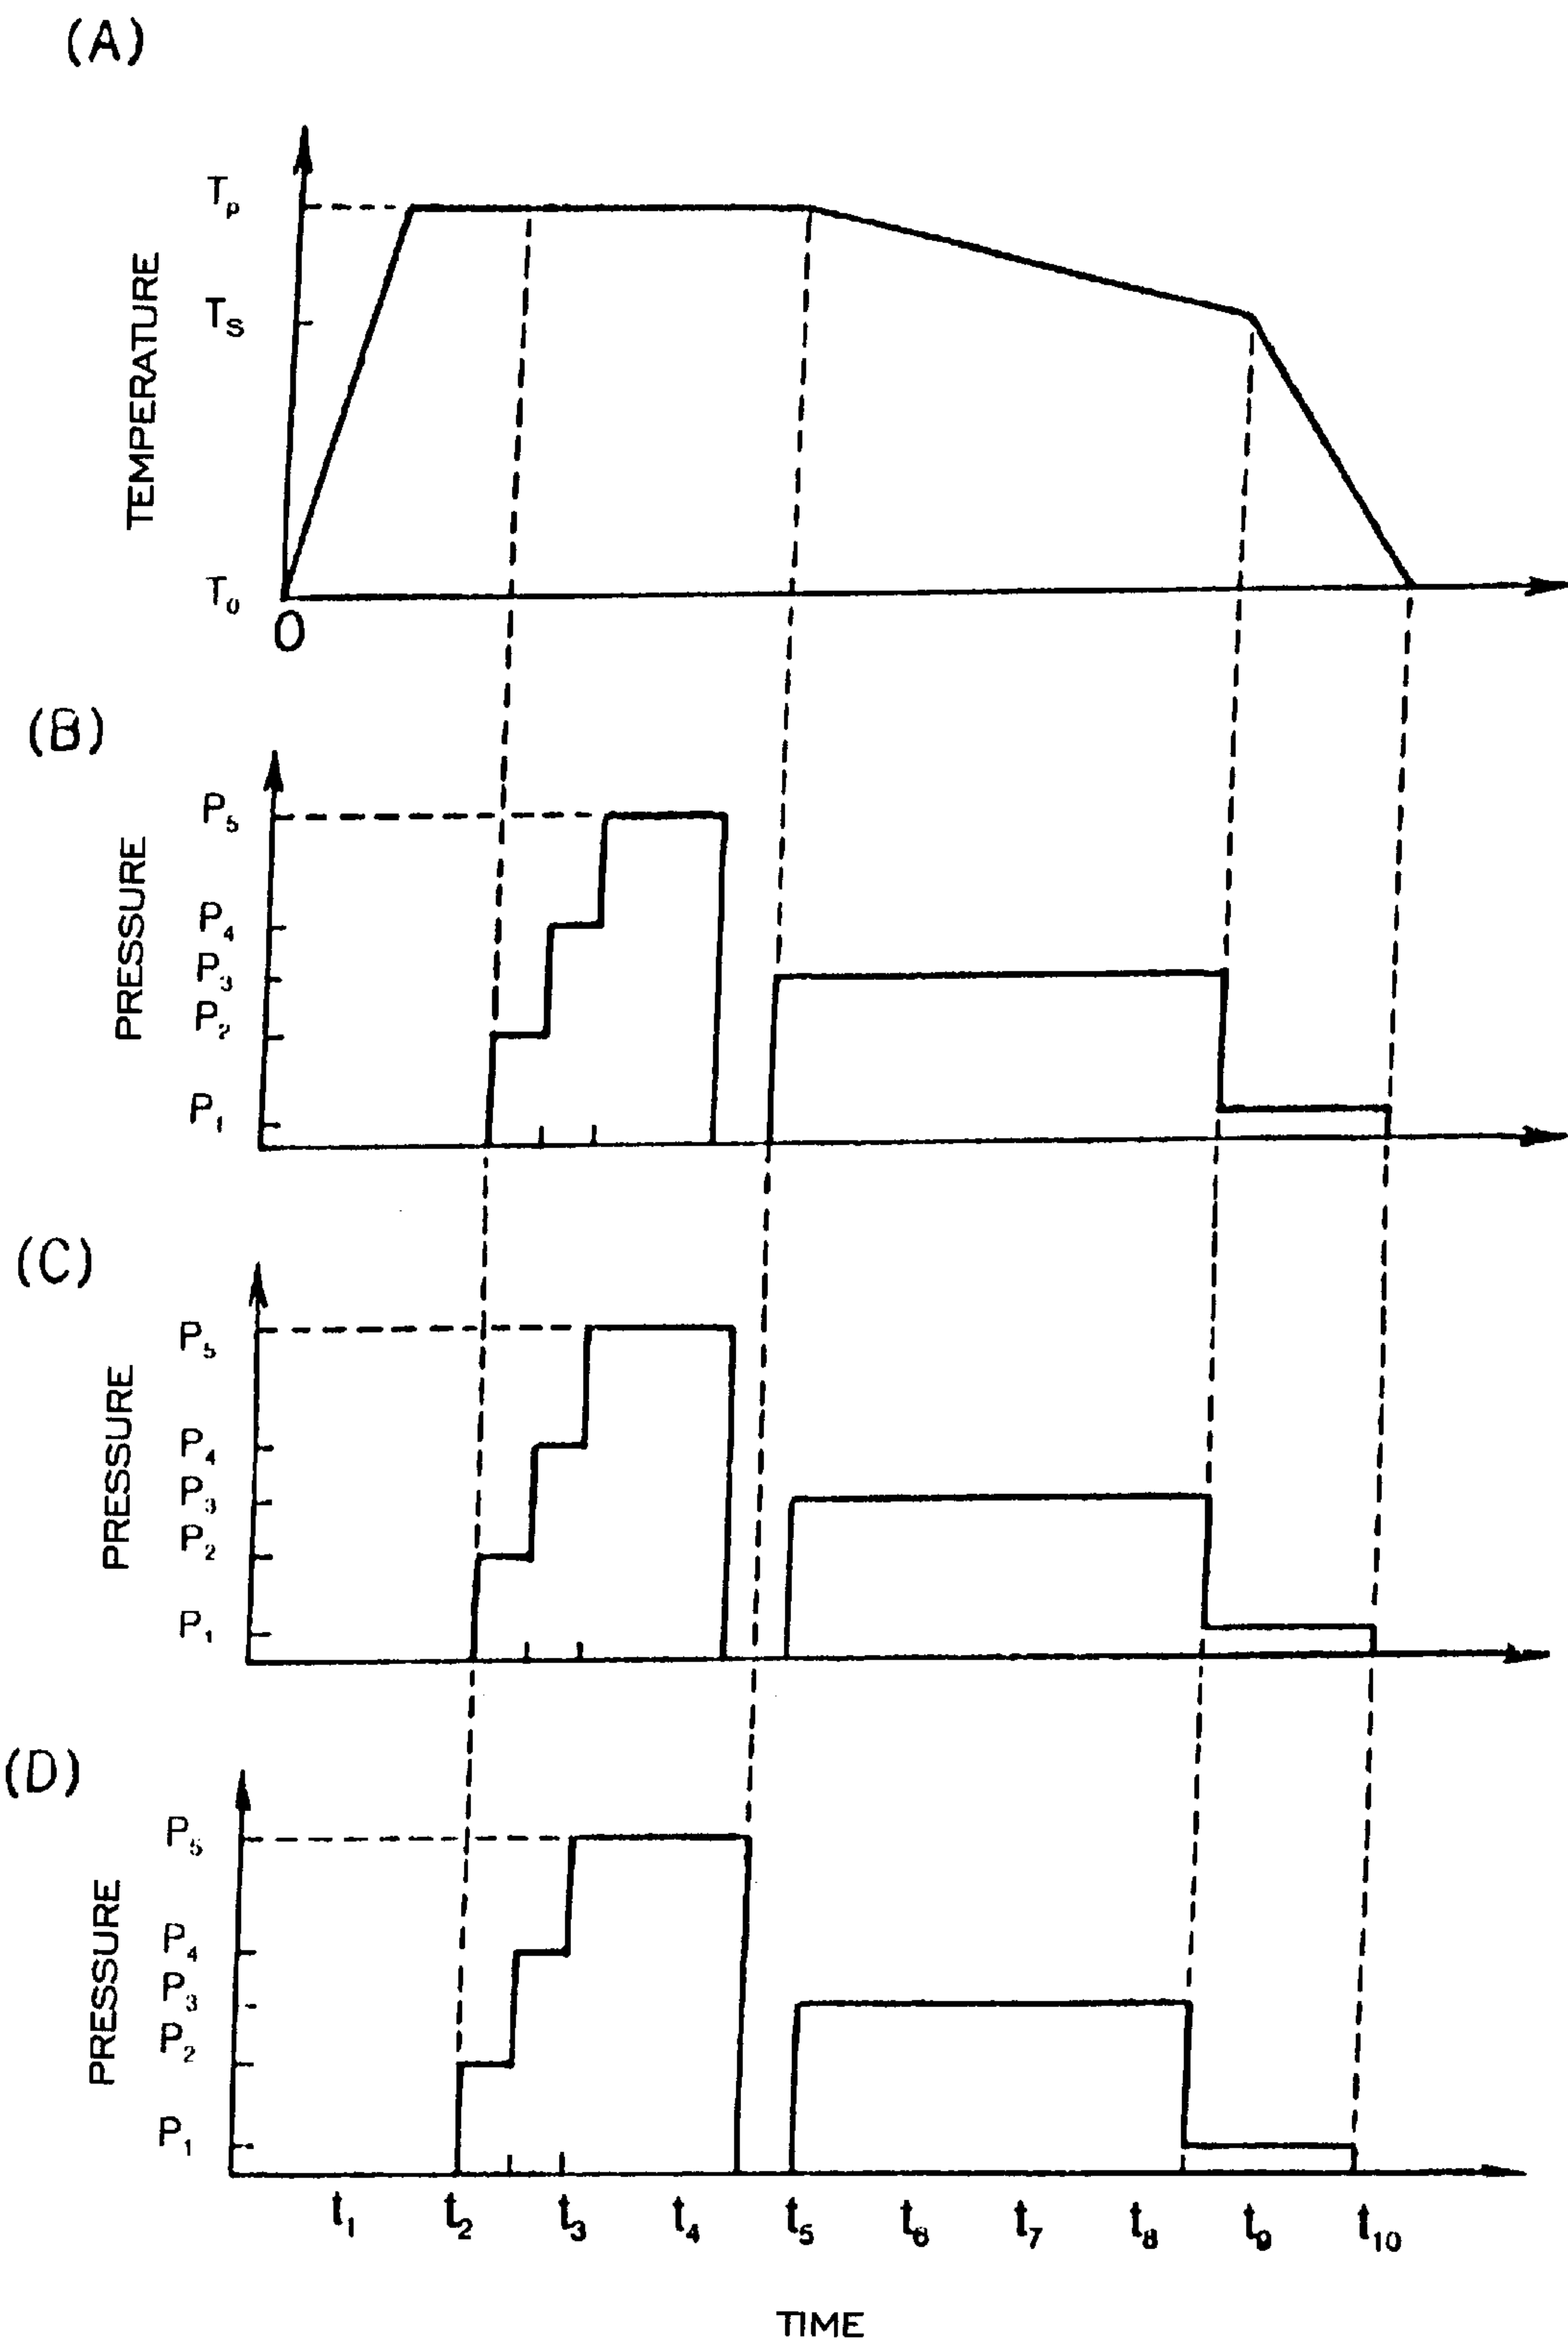 (A)
TEMPERATURE
Tp
TS
T0
O
(B)
PRESSURE
P5
P4
P3
P2
P1
(C)
PRESSURE
P5
P4
P3
P2
P1
(D)
PRESSURE
P5
P4
P3
P2
P1
t1 t2 t3 t4 t5 t6 t7 t8 t9 t10
TIME